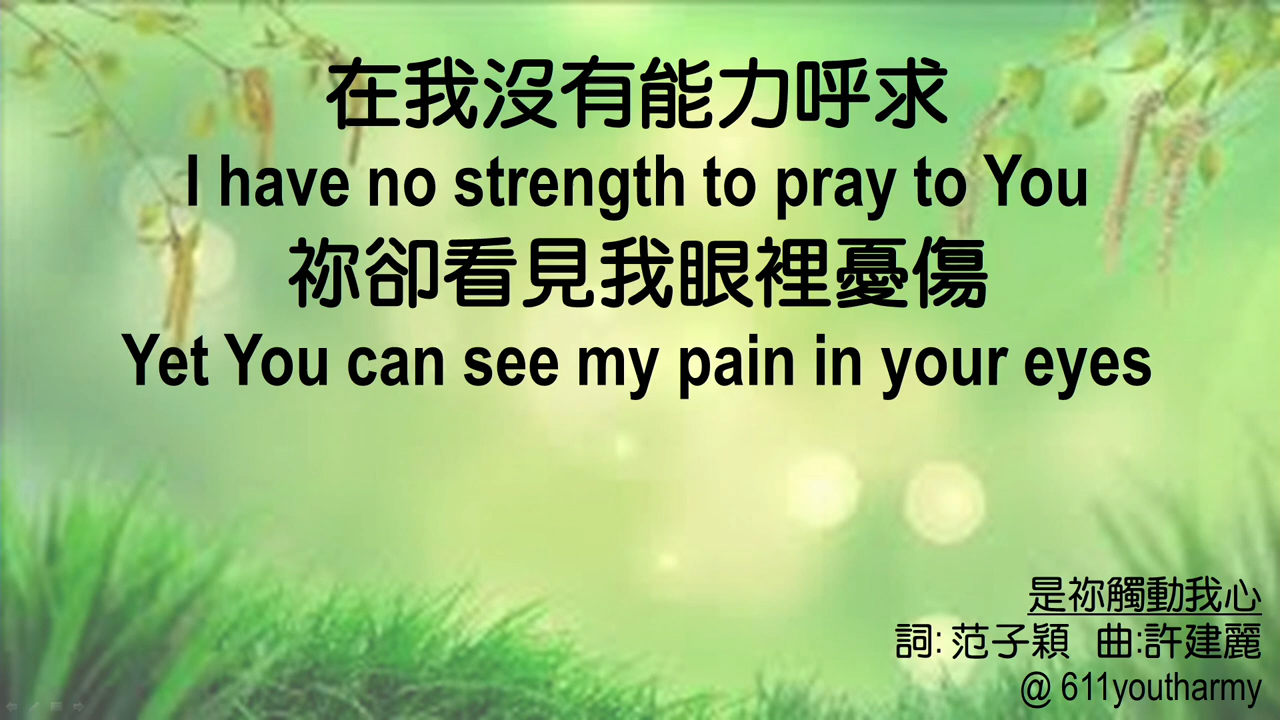 在我沒有能力呼求
I have no strength to pray to You
祢卻看見我眼裡憂傷
Yet You can see my pain in your eyes
是祢觸動我心
詞: 范子穎 曲:許建麗
@ 611youtharmy